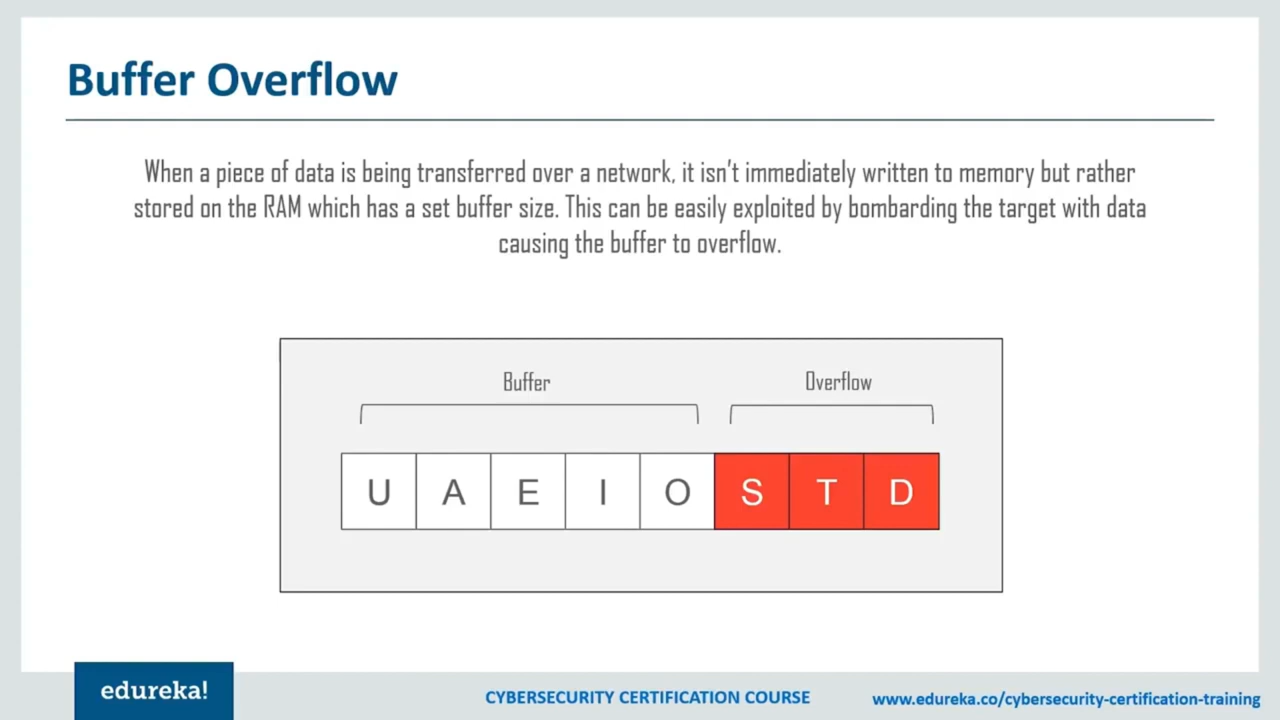 Buffer Overflow
When a piece of data is being transferred over a network, it isn't immediately written to memory but rather
stored on the RAM which has a set buffer size. This can be easily exploited by bombarding the target with data
causing the buffer to overflow.
Buffer Overflow
U A E I O S T D
edureka!
CYBERSECURITY CERTIFICATION COURSE
www.edureka.co/cybersecurity-certification-training